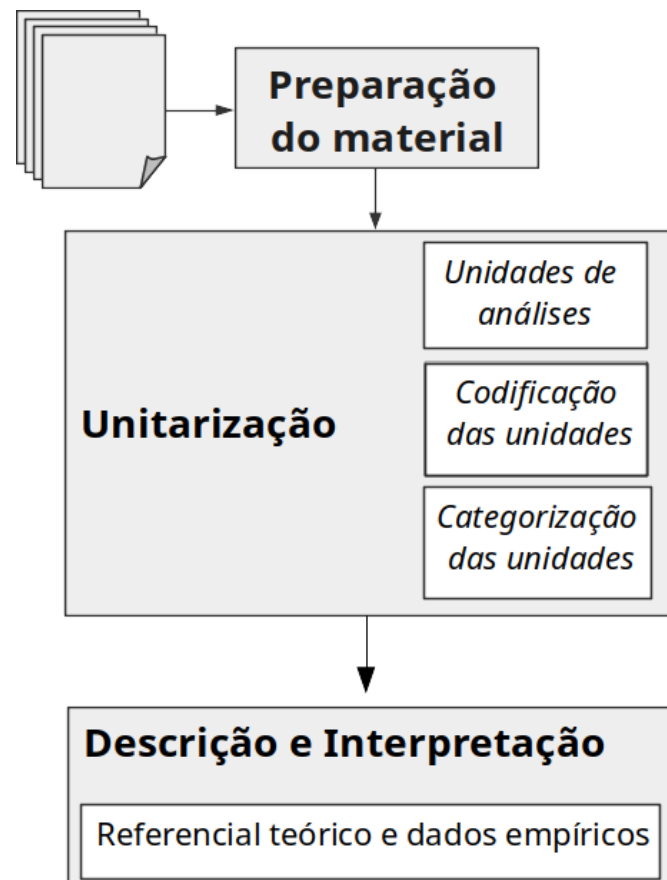 Preparação
do material
Unitarização
Unidades de
análises
Codificação
das unidades
Categorização
das unidades
Descrição e Interpretação
Referencial teórico e dados empíricos